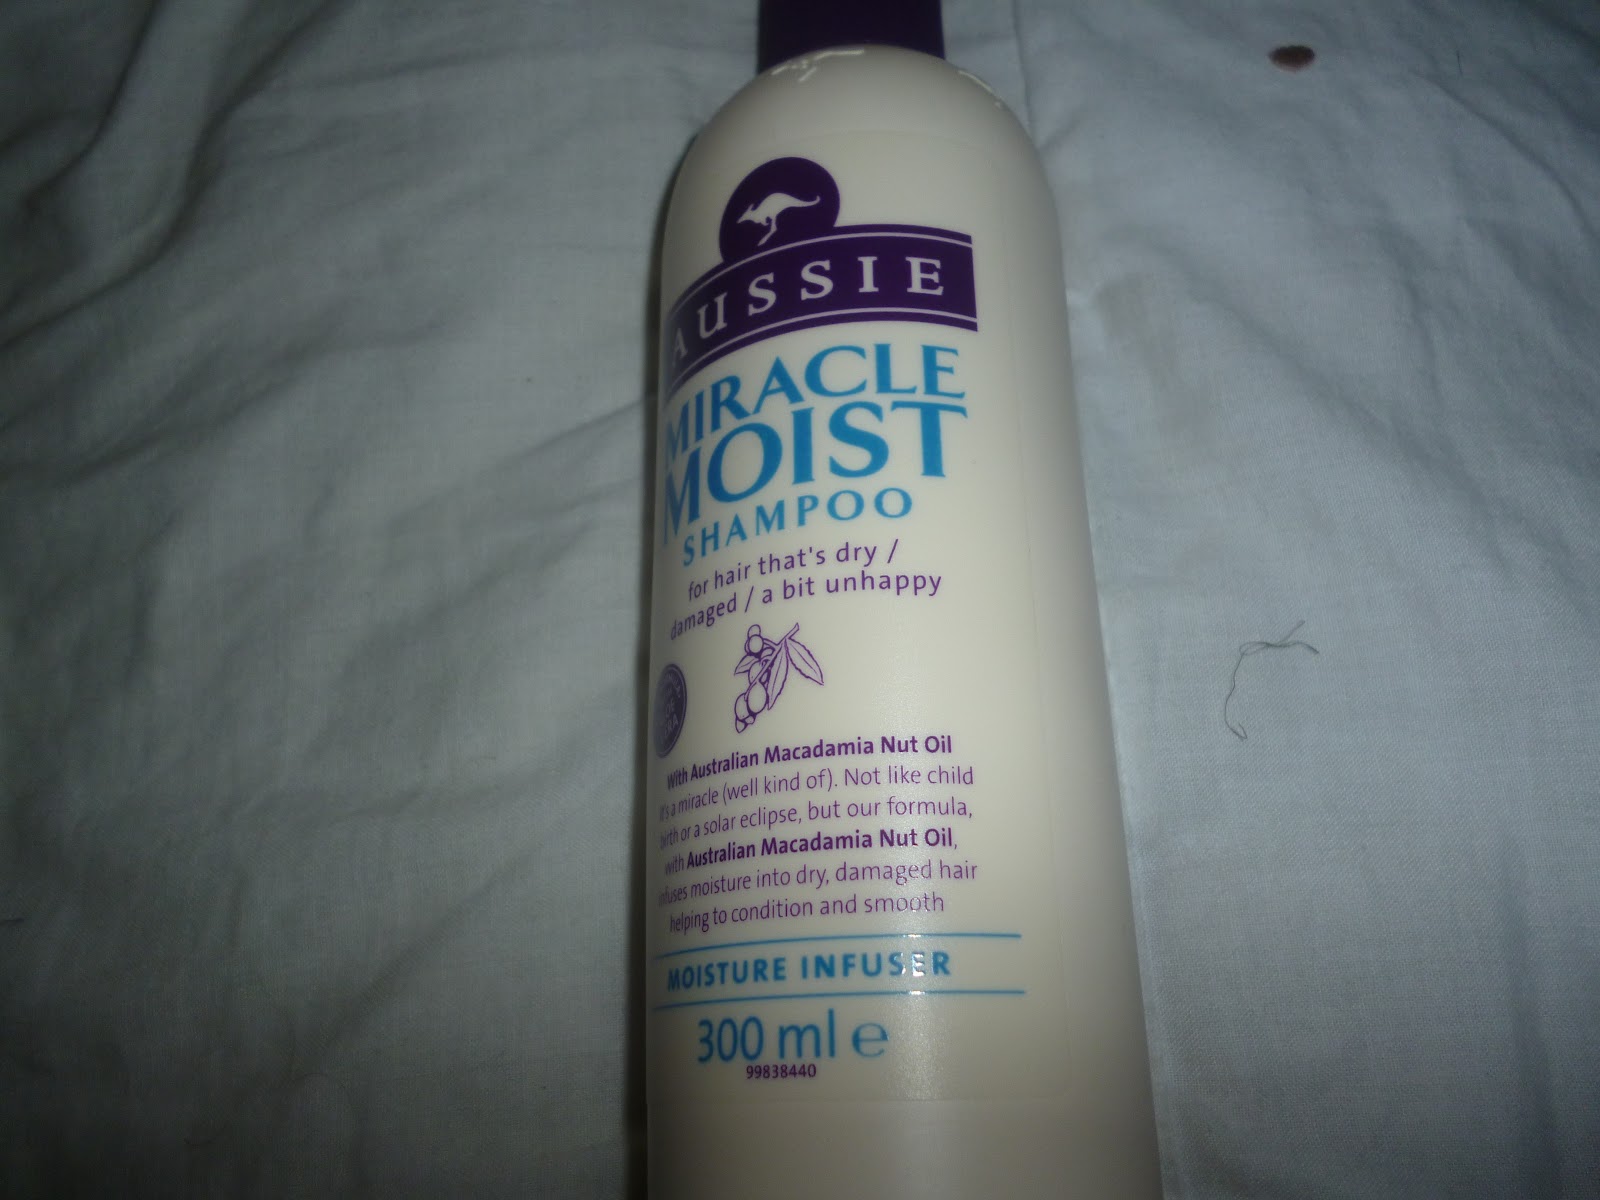 AUSSIE
MIRACLE
MOIST
SHAMPOO
for hair that's dry /
damaged / a bit unhappy
With Australian Macadamia Nut Oil
It's a miracle (well kind of). Not like child
birth or a solar eclipse, but our formula,
with Australian Macadamia Nut Oil,
infuses moisture into dry, damaged hair
helping to condition and smooth
MOISTURE INFUSER
300 ml e
99838440